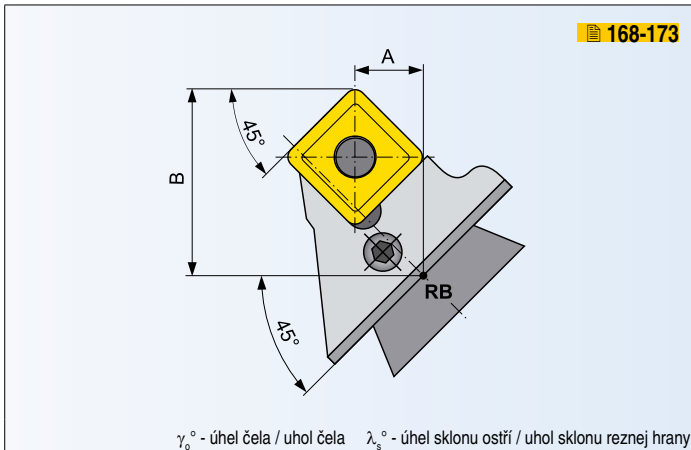 168-173
A
45°
B
RB
45°
γₒ° - úhel čela / uhol čela λₛ° - úhel sklonu ostří / uhol sklonu reznej hrany